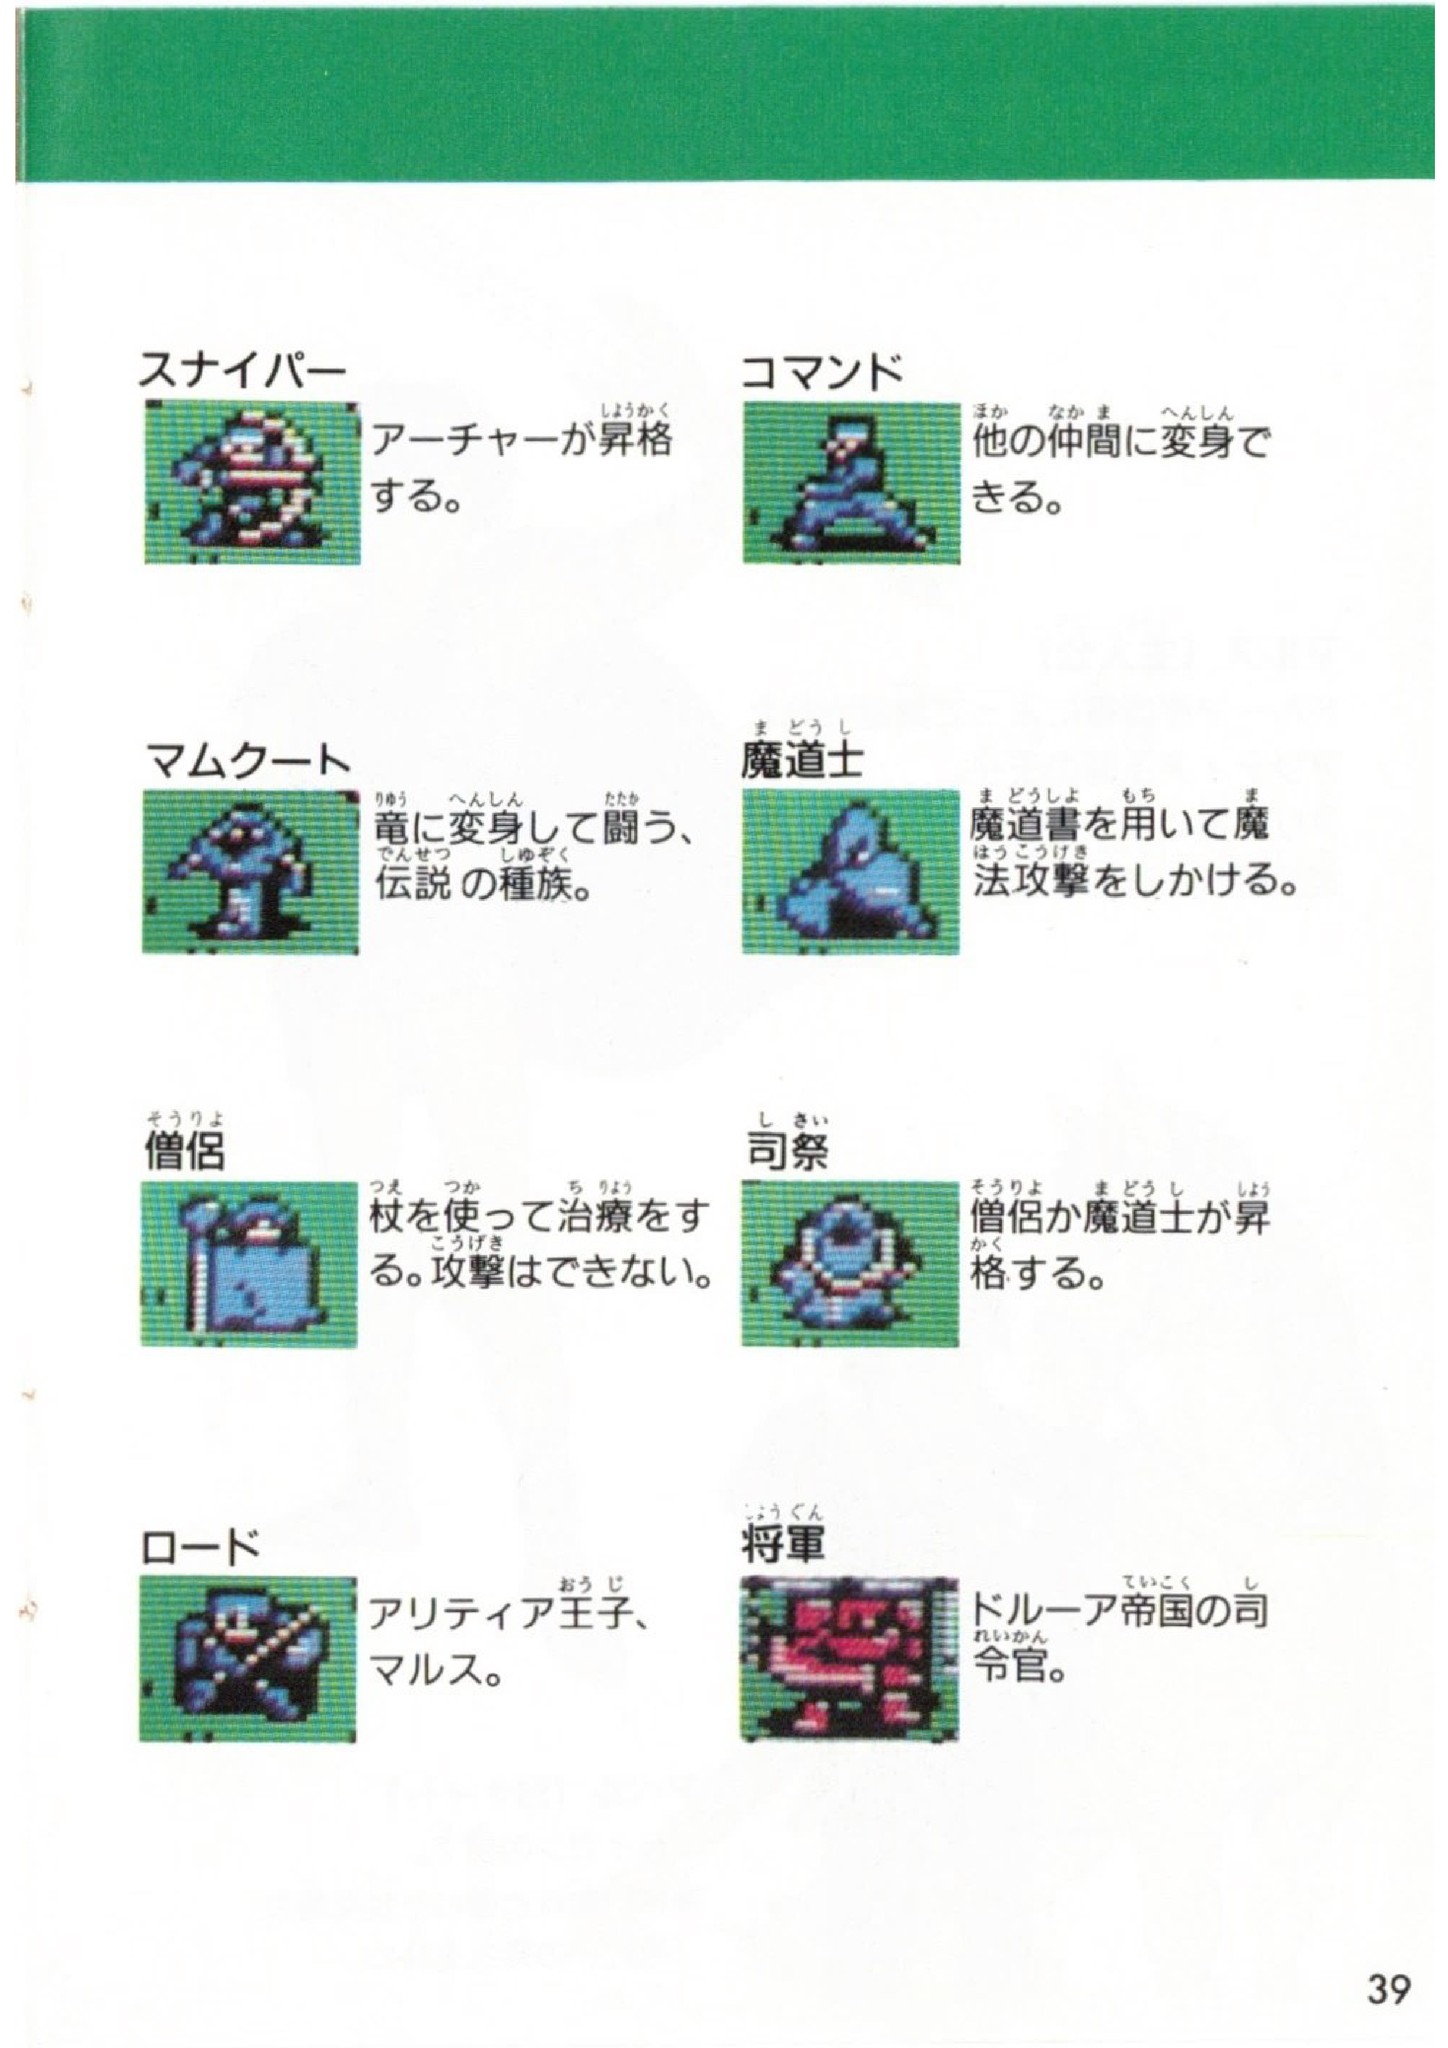 スナイパー
アーチャーが昇格
する。
コマンド
他の仲間に変身で
きる。
マムクート
竜に変身して闘う、
伝説の種族。
魔道士
魔道書を用いて魔
法攻撃をしかける。
僧侶
杖を使って治療をす
る。攻撃はできない。
司祭
僧侶か魔道士が昇
格する。
ロード
アリティア王子、
マルス。
将軍
ドルーア帝国の司
令官。
39